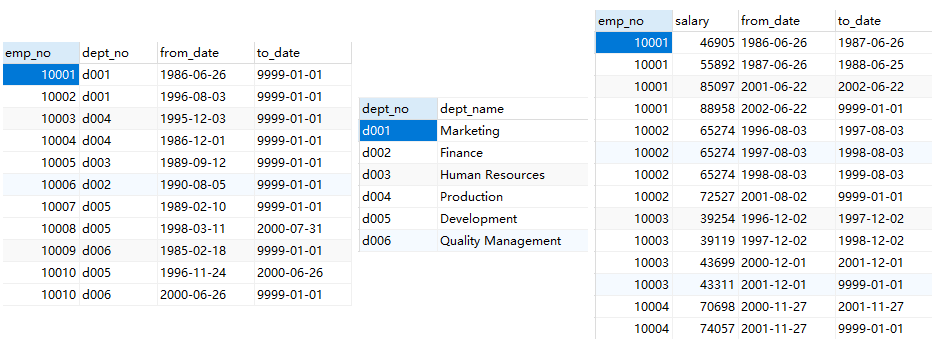 emp_no dept_no from_date to_date
10001 d001 1986-06-26 9999-01-01
10002 d001 1996-08-03 9999-01-01
10003 d004 1995-12-03 9999-01-01
10004 d004 1986-12-01 9999-01-01
10005 d003 1989-09-12 9999-01-01
10006 d002 1990-08-05 9999-01-01
10007 d005 1989-02-10 9999-01-01
10008 d005 1998-03-11 2000-07-31
10009 d006 1985-02-18 9999-01-01
10010 d005 1996-11-24 2000-06-26
10010 d006 2000-06-26 9999-01-01
dept_no dept_name
d001 Marketing
d002 Finance
d003 Human Resources
d004 Production
d005 Development
d006 Quality Management
emp_no salary from_date to_date
10001 46905 1986-06-26 1987-06-26
10001 55892 1987-06-26 1988-06-25
10001 85097 2001-06-22 2002-06-22
10001 88958 2002-06-22 9999-01-01
10002 65274 1996-08-03 1997-08-03
10002 65274 1997-08-03 1998-08-03
10002 65274 1998-08-03 1999-08-03
10002 72527 2001-08-02 9999-01-01
10003 39254 1996-12-02 1997-12-02
10003 39119 1997-12-02 1998-12-02
10003 43699 2000-12-01 2001-12-01
10003 43311 2001-12-01 9999-01-01
10004 70698 2000-11-27 2001-11-27
10004 74057 2001-11-27 9999-01-01